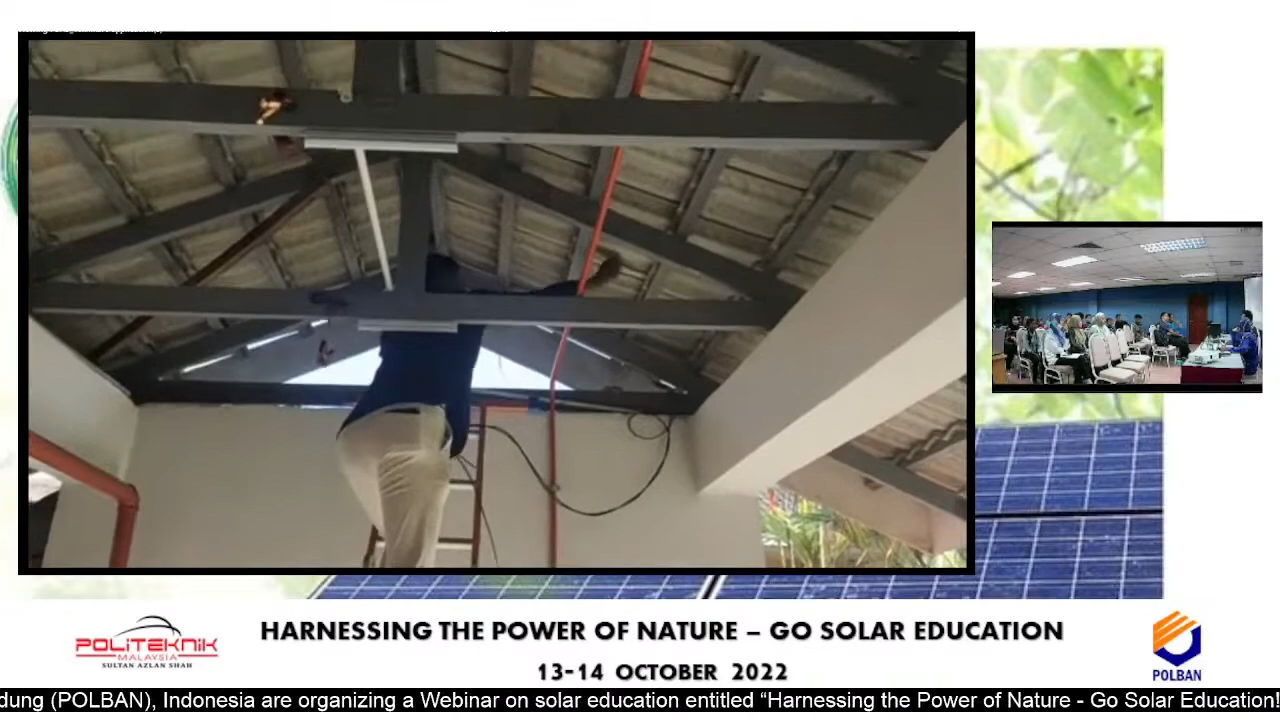 POLITEKNIK
MALAYSIA
SULTAN AZLAN SHAH
HARNESSING THE POWER OF NATURE – GO SOLAR EDUCATION
13-14 OCTOBER 2022
POLBAN
dung (POLBAN), Indonesia are organizing a Webinar on solar education entitled “Harnessing the Power of Nature - Go Solar Education!